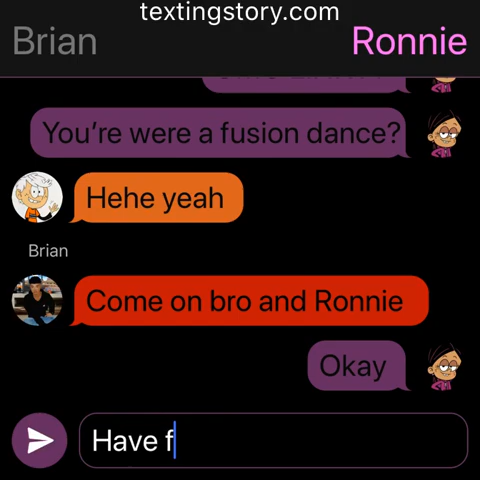 textingstory.com
Brian
Ronnie
You're were a fusion dance?
Hehe yeah
Brian
Come on bro and Ronnie
Okay
Have f